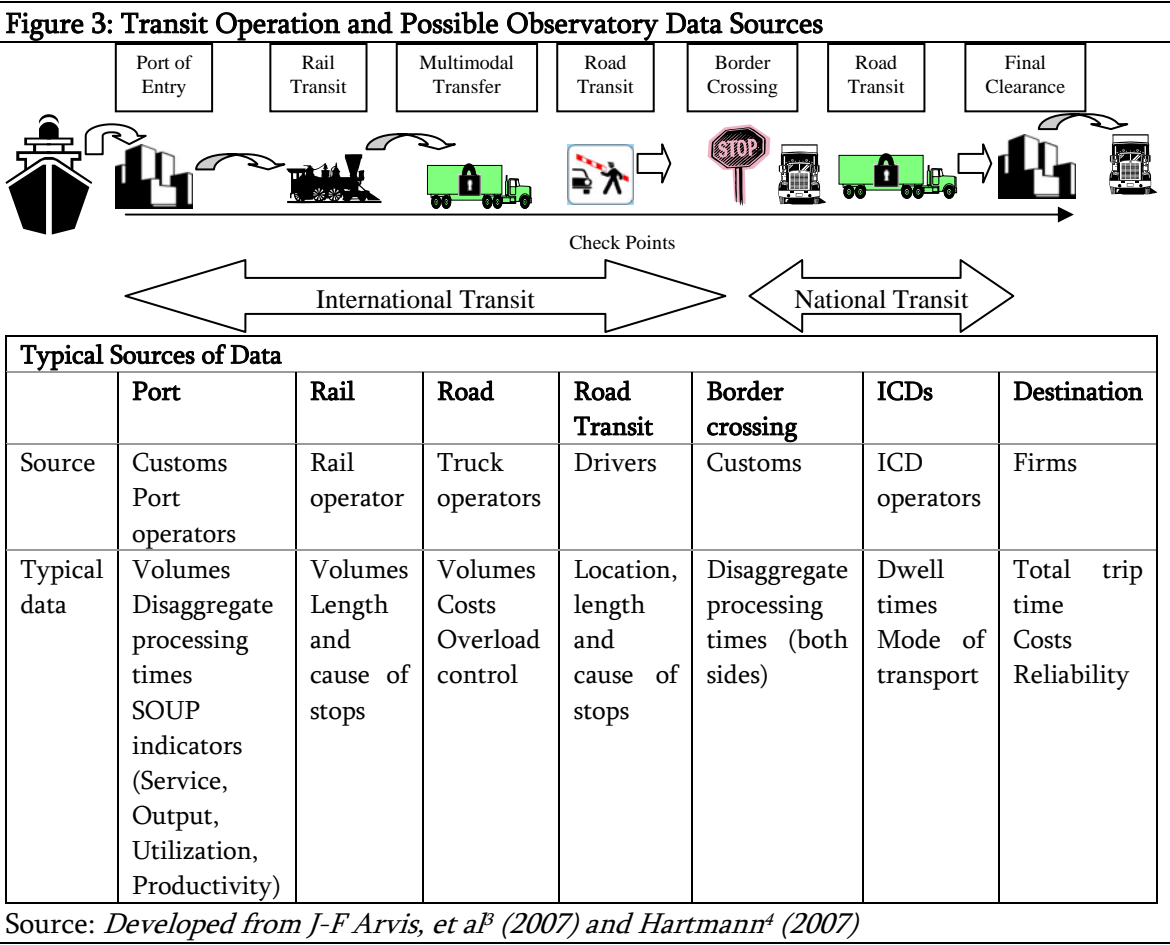 Figure 3: Transit Operation and Possible Observatory Data Sources
Port of
Entry
Rail
Transit
Multimodal
Transfer
Road
Transit
Border
Crossing
Road
Transit
Final
Clearance
STOP
Check Points
International Transit
National Transit
Typical Sources of Data
Port
Rail
Road
Road
Transit
Border
crossing
ICDs
Destination
Source
Customs
Port
operators
Rail
operator
Truck
operators
Drivers
Customs
ICD
operators
Firms
Typical
data
Volumes
Disaggregate
processing
times
SOUP
indicators
(Service,
Output,
Utilization,
Productivity)
Volumes
Length
and
cause of
stops
Volumes
Costs
Overload
control
Location,
length
and
cause of
stops
Disaggregate
processing
times (both
sides)
Dwell
times
Mode of
transport
Total trip
time
Costs
Reliability
Source: Developed from J-F Arvis, et al³ (2007) and Hartmann⁴ (2007)